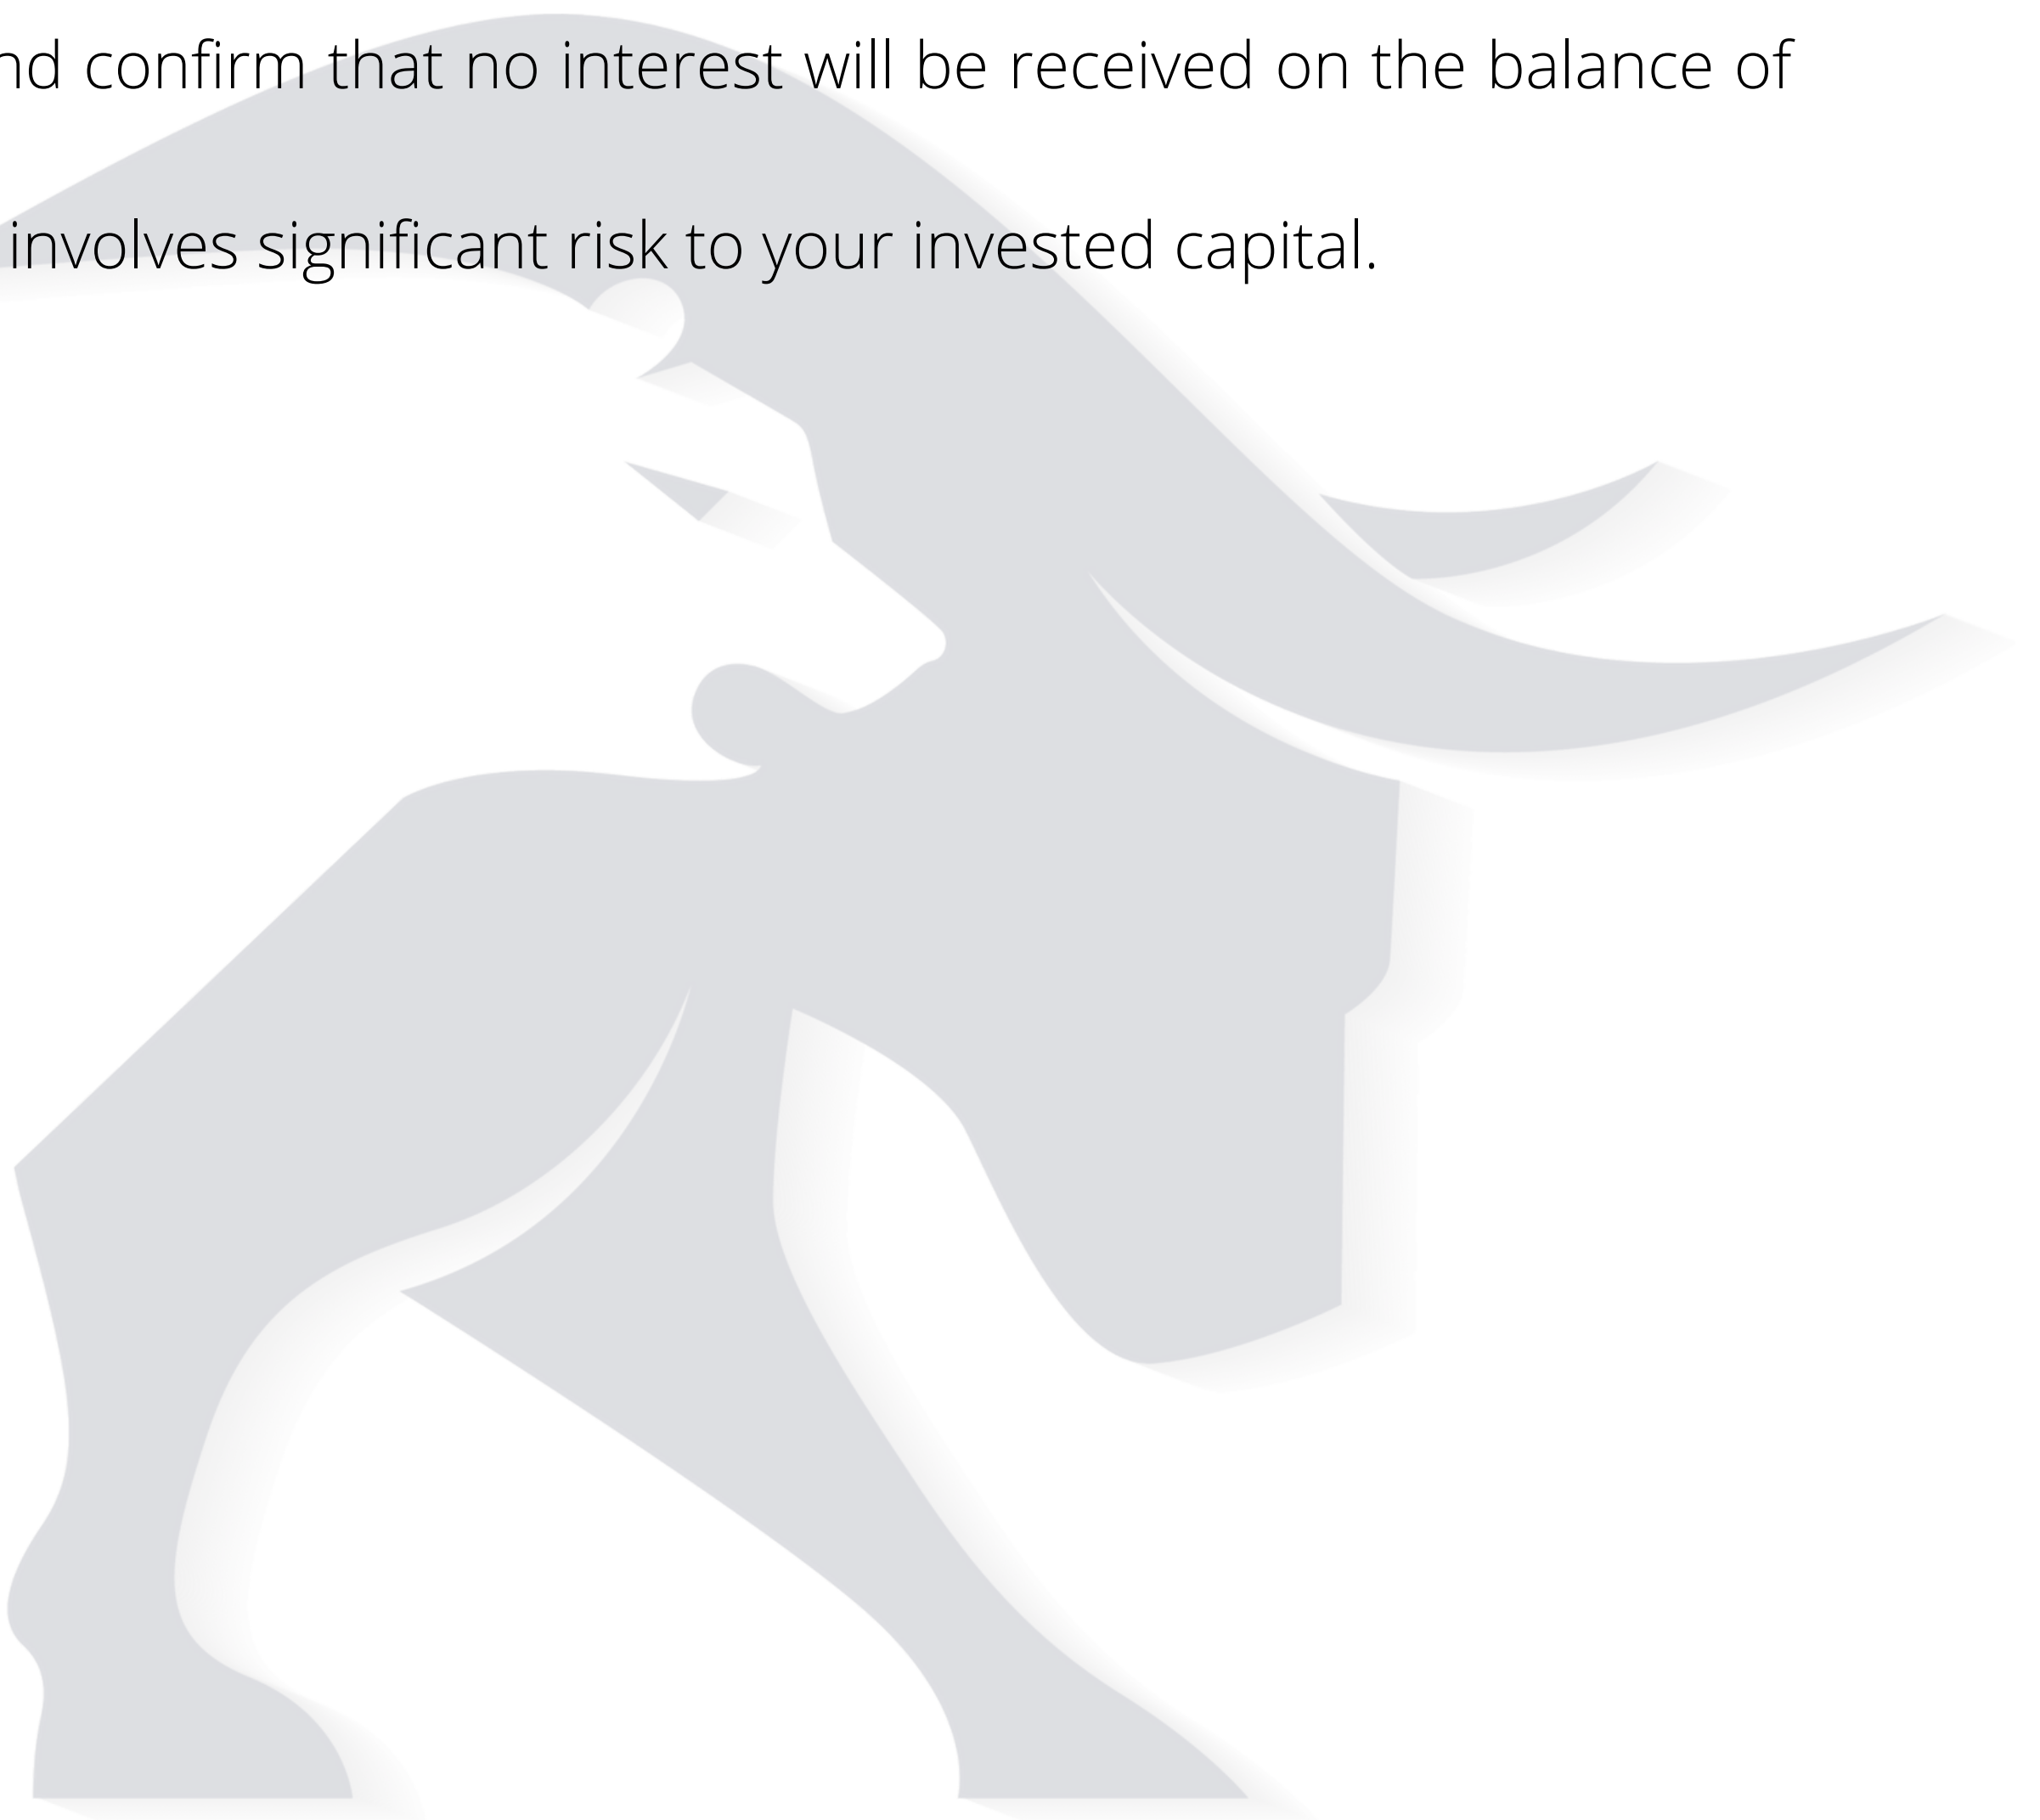 nd confirm that no interest will be received on the balance of
involves significant risk to your invested capital.